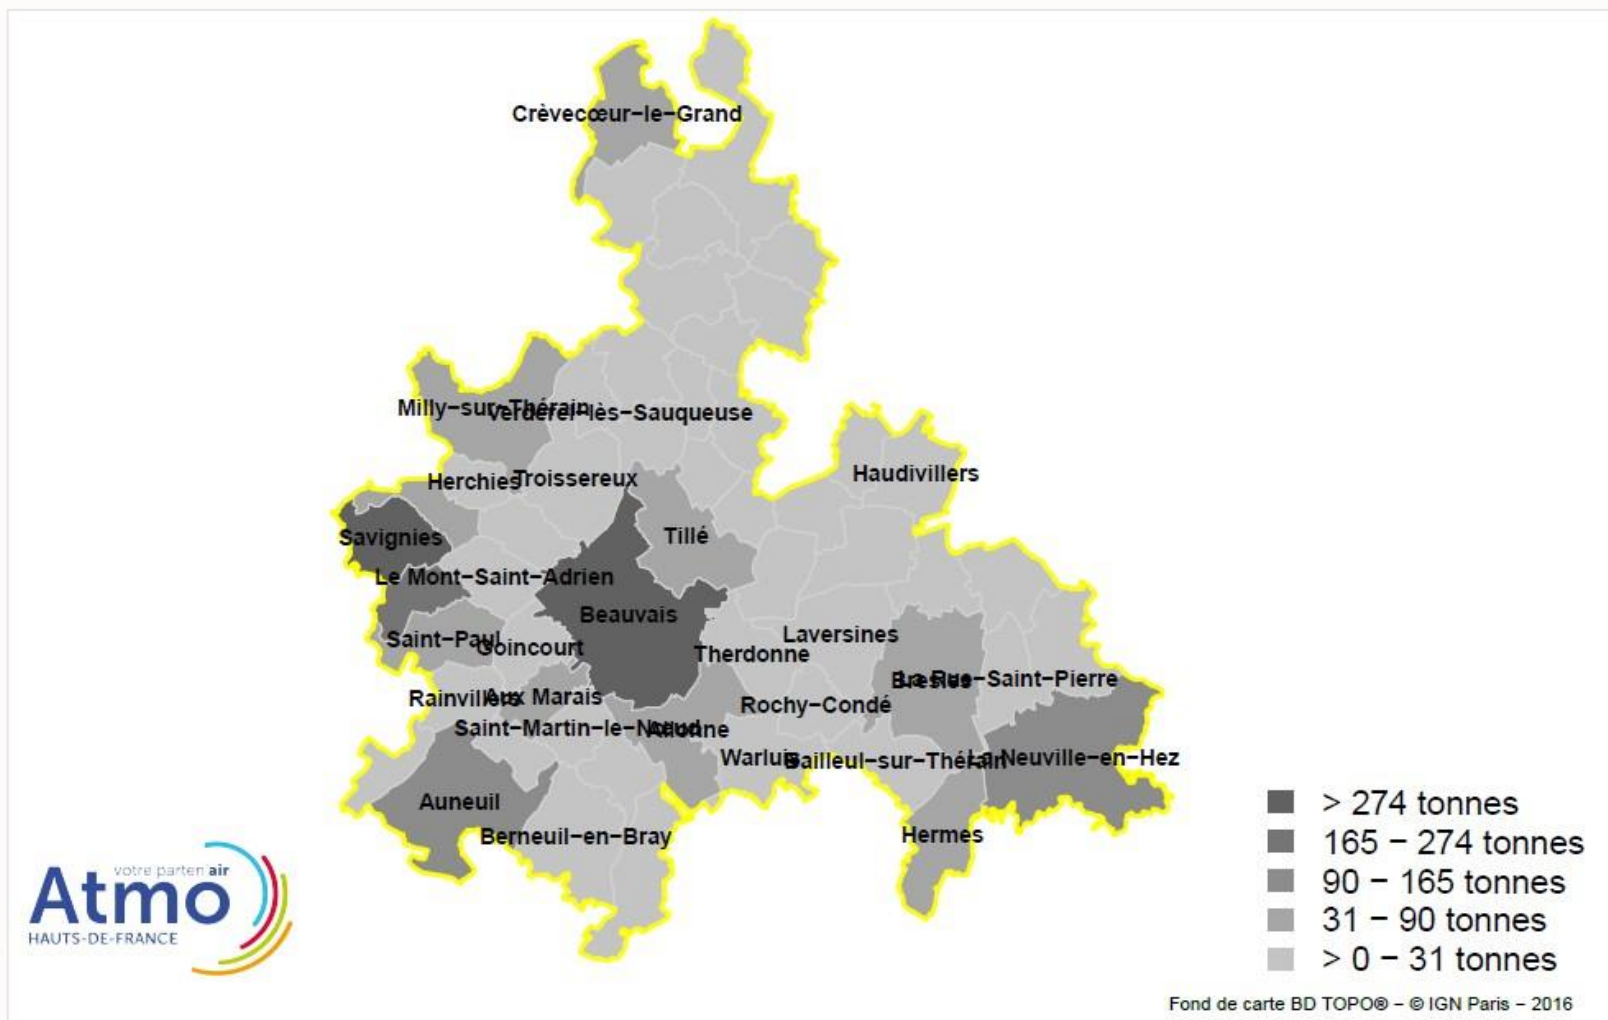 Crèvecœur−le−Grand
Milly−sur−Thérain
Verderel−lès−Sauqueuse
Haudivillers
Herchies
Troissereux
Savignies
Tillé
Le Mont−Saint−Adrien
Beauvais
Saint−Paul
Goincourt
Laversines
Therdonne
Bresles
La Rue−Saint−Pierre
Rainvillers
Aux Marais
Rochy−Condé
Saint−Martin−le−Nœud
Allonne
Warluis
Bailleul−sur−Thérain
La Neuville−en−Hez
Auneuil
Berneuil−en−Bray
Hermes
> 274 tonnes
165 − 274 tonnes
90 − 165 tonnes
31 − 90 tonnes
> 0 − 31 tonnes
votre parten'air
Atmo
HAUTS-DE-FRANCE
Fond de carte BD TOPO® − © IGN Paris − 2016